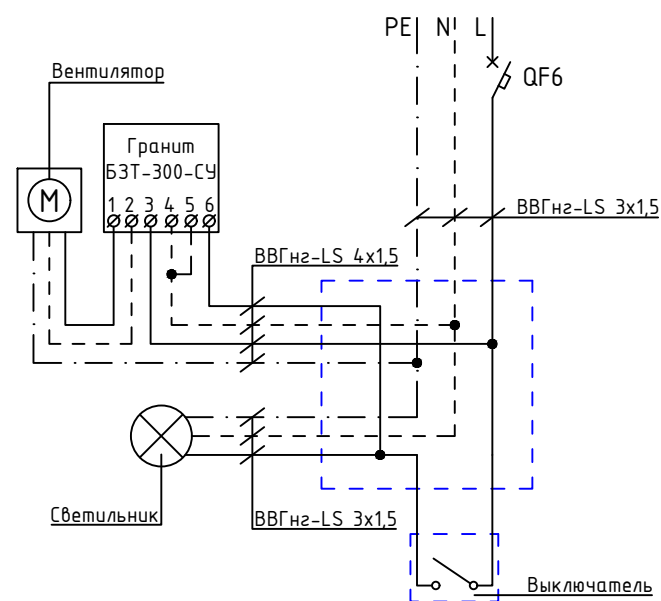 PE N L
QF6
Вентилятор
Гранит
БЗТ-300-СУ
M
1 2 3 4 5 6
ВВГнг-LS 3х1,5
ВВГнг-LS 4х1,5
Светильник
ВВГнг-LS 3х1,5
Выключатель